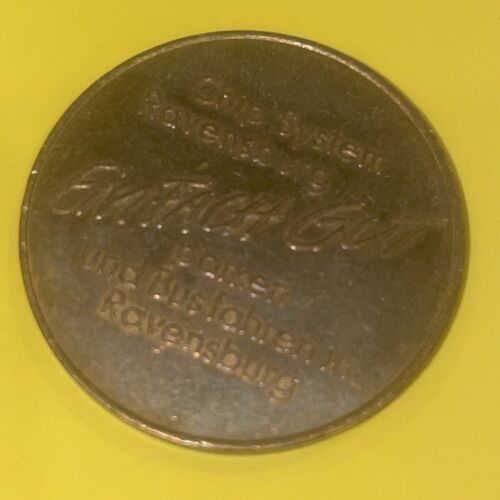 Chip System
Ravensburg
EinFACH GUT
parken
und Busfahren in
Ravensburg